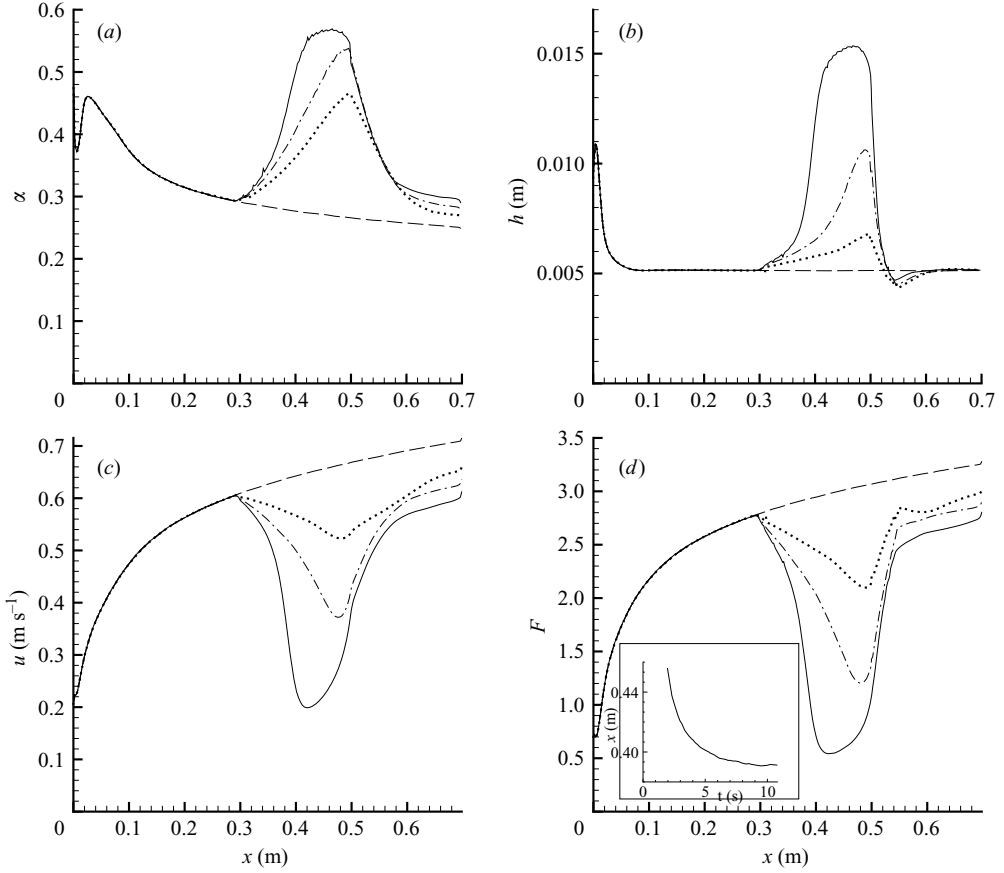 (a)
0.6
0.5
0.4
0.3
0.2
0.1
α
0 0.1 0.2 0.3 0.4 0.5 0.6 0.7
(b)
0.015
0.010
0.005
h (m)
0 0.1 0.2 0.3 0.4 0.5 0.6 0.7
(c)
0.7
0.6
0.5
0.4
0.3
0.2
0.1
u (m s⁻¹)
0 0.1 0.2 0.3 0.4 0.5 0.6
x (m)
(d)
3.5
3.0
2.5
2.0
1.5
1.0
0.5
F
0.44
0.40
x (m)
0 5 10
t (s)
0 0.1 0.2 0.3 0.4 0.5 0.6
x (m)